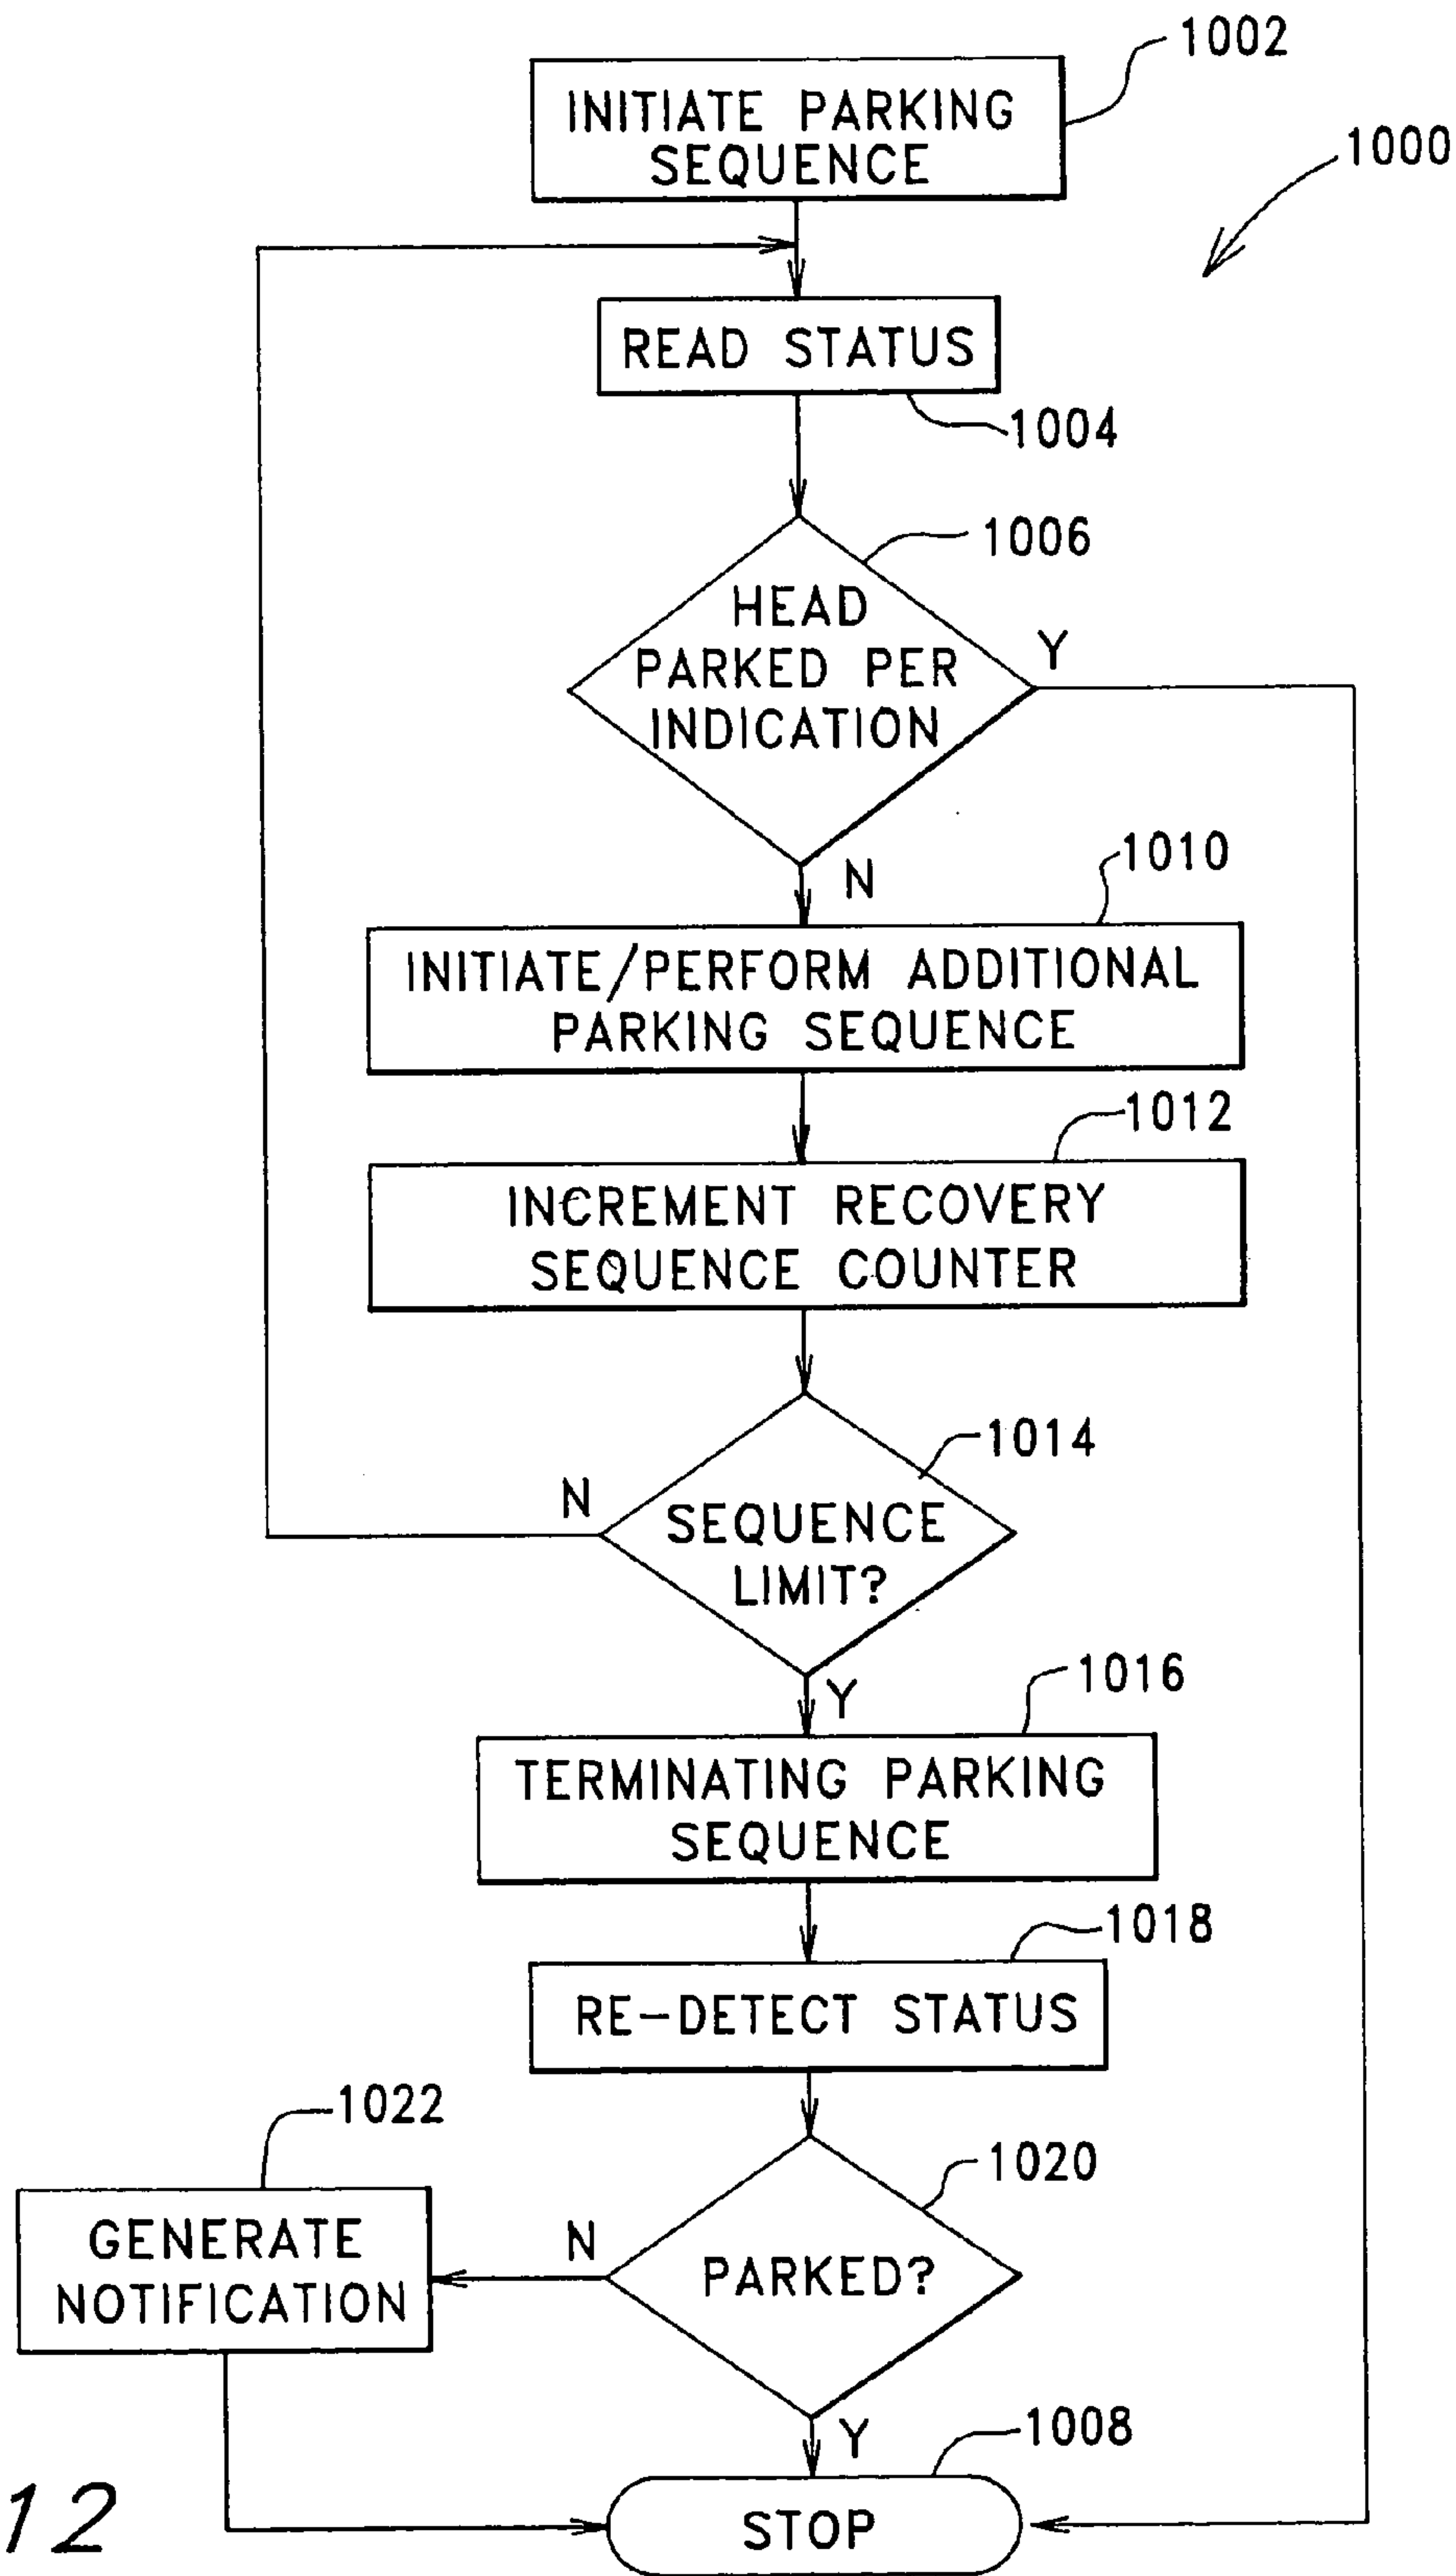 1002
INITIATE PARKING
SEQUENCE
1000
READ STATUS
1004
1006
HEAD
PARKED PER
INDICATION
Y
N
1010
INITIATE/PERFORM ADDITIONAL
PARKING SEQUENCE
1012
INCREMENT RECOVERY
SEQUENCE COUNTER
1014
N
SEQUENCE
LIMIT?
Y
1016
TERMINATING PARKING
SEQUENCE
1018
RE-DETECT STATUS
1022
1020
GENERATE
NOTIFICATION
N
PARKED?
Y
1008
STOP
12